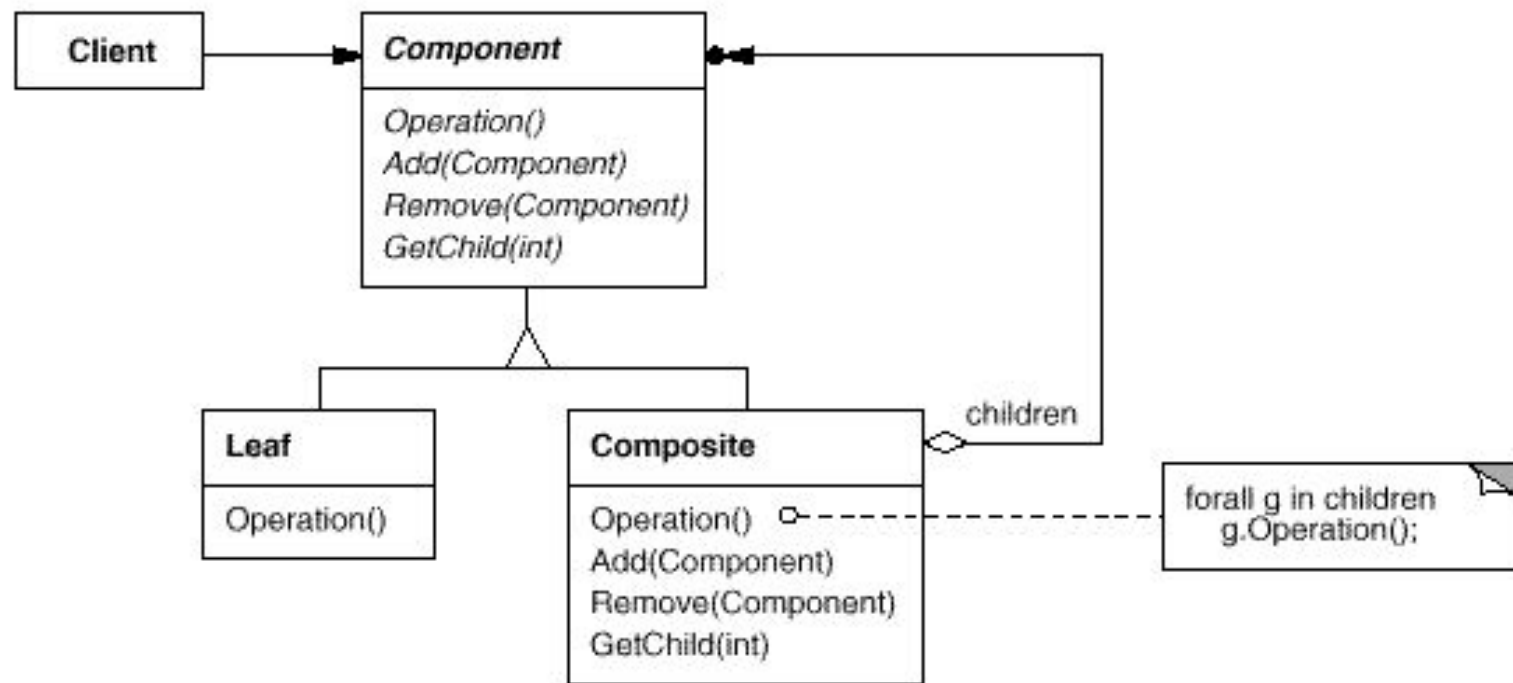 Client
Component
Operation()
Add(Component)
Remove(Component)
GetChild(int)
Leaf
Operation()
Composite
Operation()
Add(Component)
Remove(Component)
GetChild(int)
children
forall g in children
g.Operation();